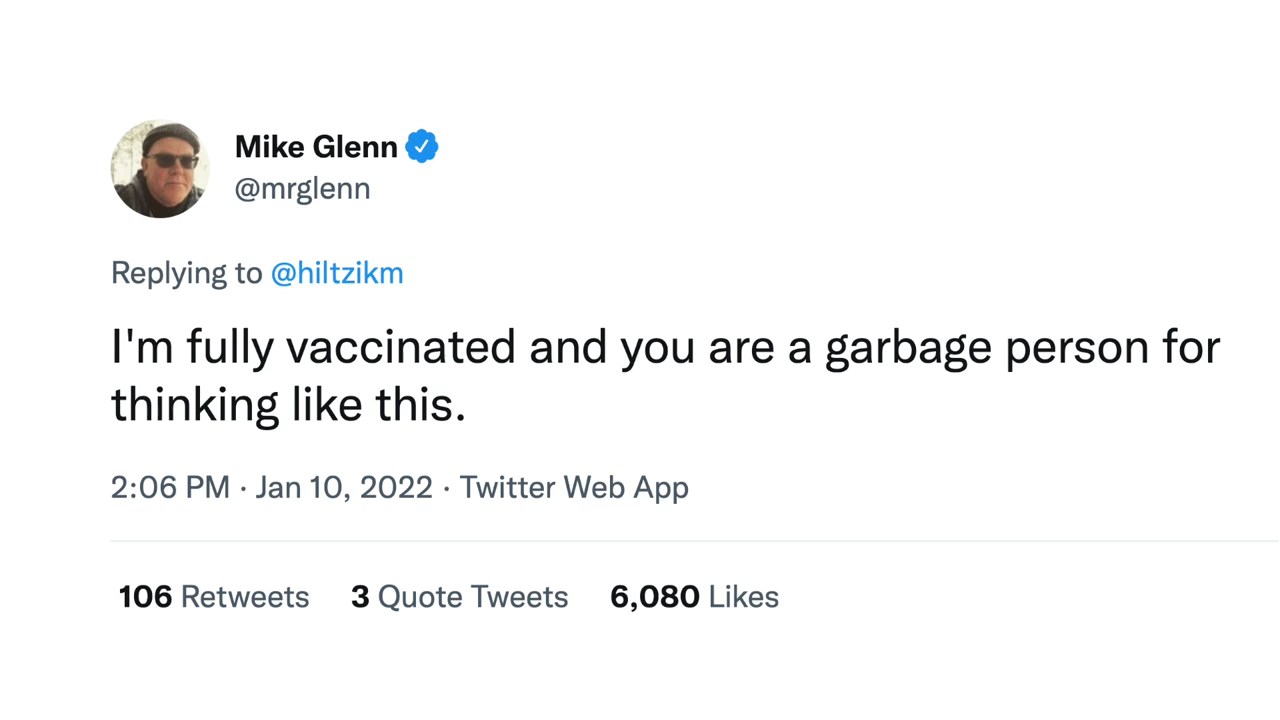 Mike Glenn
@mrglenn
Replying to @hiltzikm
I'm fully vaccinated and you are a garbage person for
thinking like this.
2:06 PM · Jan 10, 2022 · Twitter Web App
106 Retweets 3 Quote Tweets 6,080 Likes